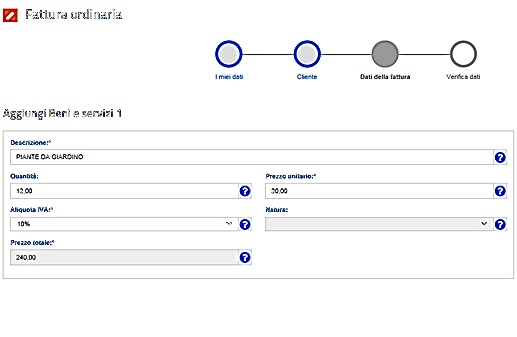 Fattura ordinaria
I miei dati Cliente Dati della fattura Verifica dati
Aggiungi Beni e servizi 1
Descrizione:*
PIANTE DA GIARDINO
Quantità: Prezzo unitario:*
12,00 20,00
Aliquota IVA:* Natura:
10%
Prezzo totale:*
240,00